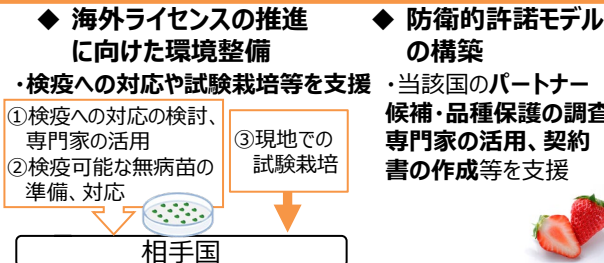 ◆ 海外ライセンスの推進
に向けた環境整備
・検疫への対応や試験栽培等を支援
①検疫への対応の検討、
専門家の活用
②検疫可能な無病苗の
準備、対応
③現地での
試験栽培
相手国
◆ 防衛的許諾モデル
の構築
・当該国のパートナー
候補・品種保護の調査
専門家の活用、契約
書の作成等を支援